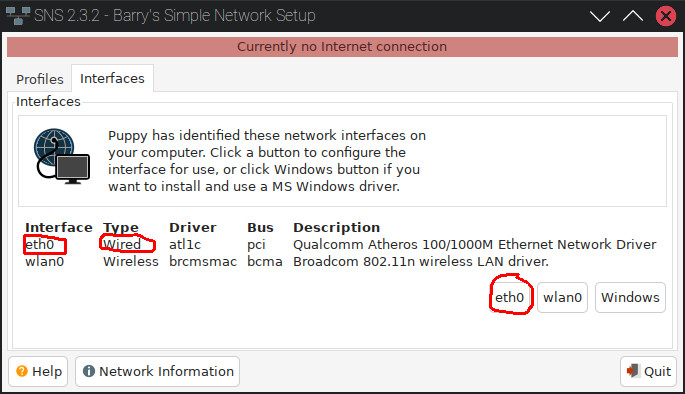 SNS 2.3.2 - Barry's Simple Network Setup
Currently no Internet connection
Profiles Interfaces
Interfaces
Puppy has identified these network interfaces on
your computer. Click a button to configure the
interface for use, or click Windows button if you
want to install and use a MS Windows driver.
Interface Type Driver Bus Description
eth0 Wired atl1c pci Qualcomm Atheros 100/1000M Ethernet Network Driver
wlan0 Wireless brcmsmac bcma Broadcom 802.11n wireless LAN driver.
eth0 wlan0 Windows
Help Network Information Quit